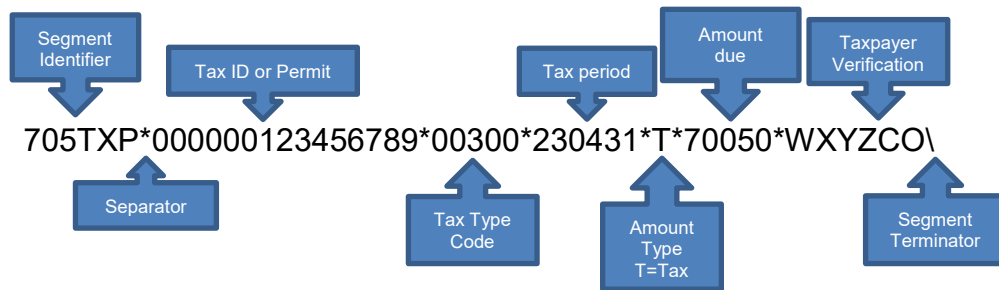 Segment
Identifier
Tax ID or Permit
Tax period
Amount
due
Taxpayer
Verification
705TXP*000000123456789*00300*230431*T*70050*WXYZCO\
Separator
Tax Type
Code
Amount
Type
T=Tax
Segment
Terminator